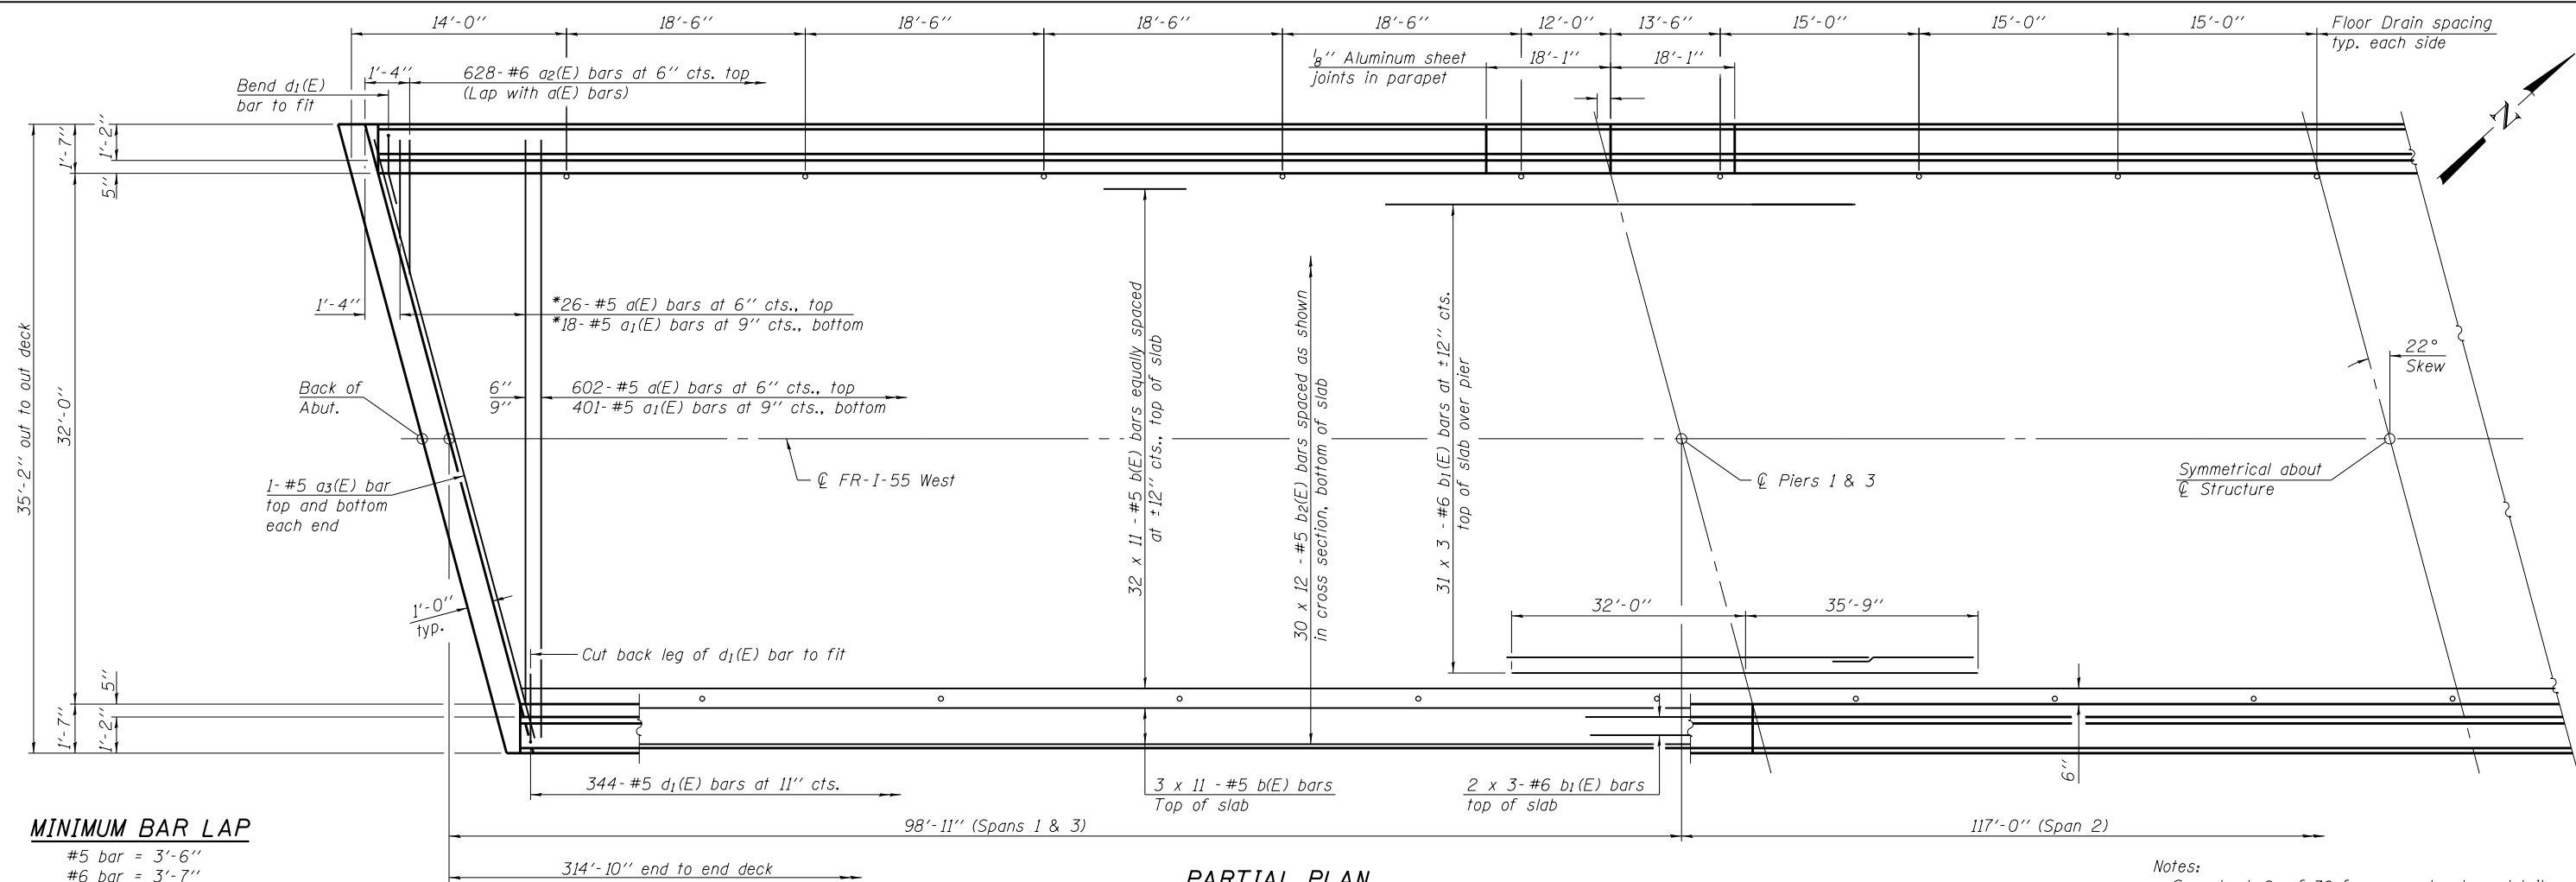 14'-0" 18'-6" 18'-6" 18'-6" 18'-6" 12'-0" 13'-6" 15'-0" 15'-0" 15'-0" Floor Drain spacing
typ. each side
1'-4" 628-#6 a2(E) bars at 6" cts. top
(Lap with a(E) bars)
Bend d1(E)
bar to fit
1/8" Aluminum sheet
joints in parapet
18'-1" 18'-1"
N
1'-7"
1'-2"
5"
35'-2" out to out deck
32'-0"
1'-4"
*26-#5 a(E) bars at 6" cts., top
*18-#5 a1(E) bars at 9" cts., bottom
Back of
Abut.
6"
9"
602-#5 a(E) bars at 6" cts., top
401-#5 a1(E) bars at 9" cts., bottom
32 x 11 -#5 b(E) bars equally spaced
at ±12" cts., top of slab
30 x 12 -#5 b2(E) bars spaced as shown
in cross section, bottom of slab
31 x 3 -#6 b1(E) bars at ±12" cts.
top of slab over pier
22°
Skew
℄ FR-I-55 West
℄ Piers 1 & 3
Symmetrical about
℄ Structure
1-#5 a3(E) bar
top and bottom
each end
1'-0"
typ.
32'-0" 35'-9"
Cut back leg of d1(E) bar to fit
5"
1'-7"
1'-2"
6"
344-#5 d1(E) bars at 11" cts.
3 x 11 -#5 b(E) bars
Top of slab
2 x 3-#6 b1(E) bars
top of slab
98'-11" (Spans 1 & 3)
117'-0" (Span 2)
MINIMUM BAR LAP
#5 bar = 3'-6"
#6 bar = 3'-7"
314'-10" end to end deck
PARTIAL PLAN
Notes: